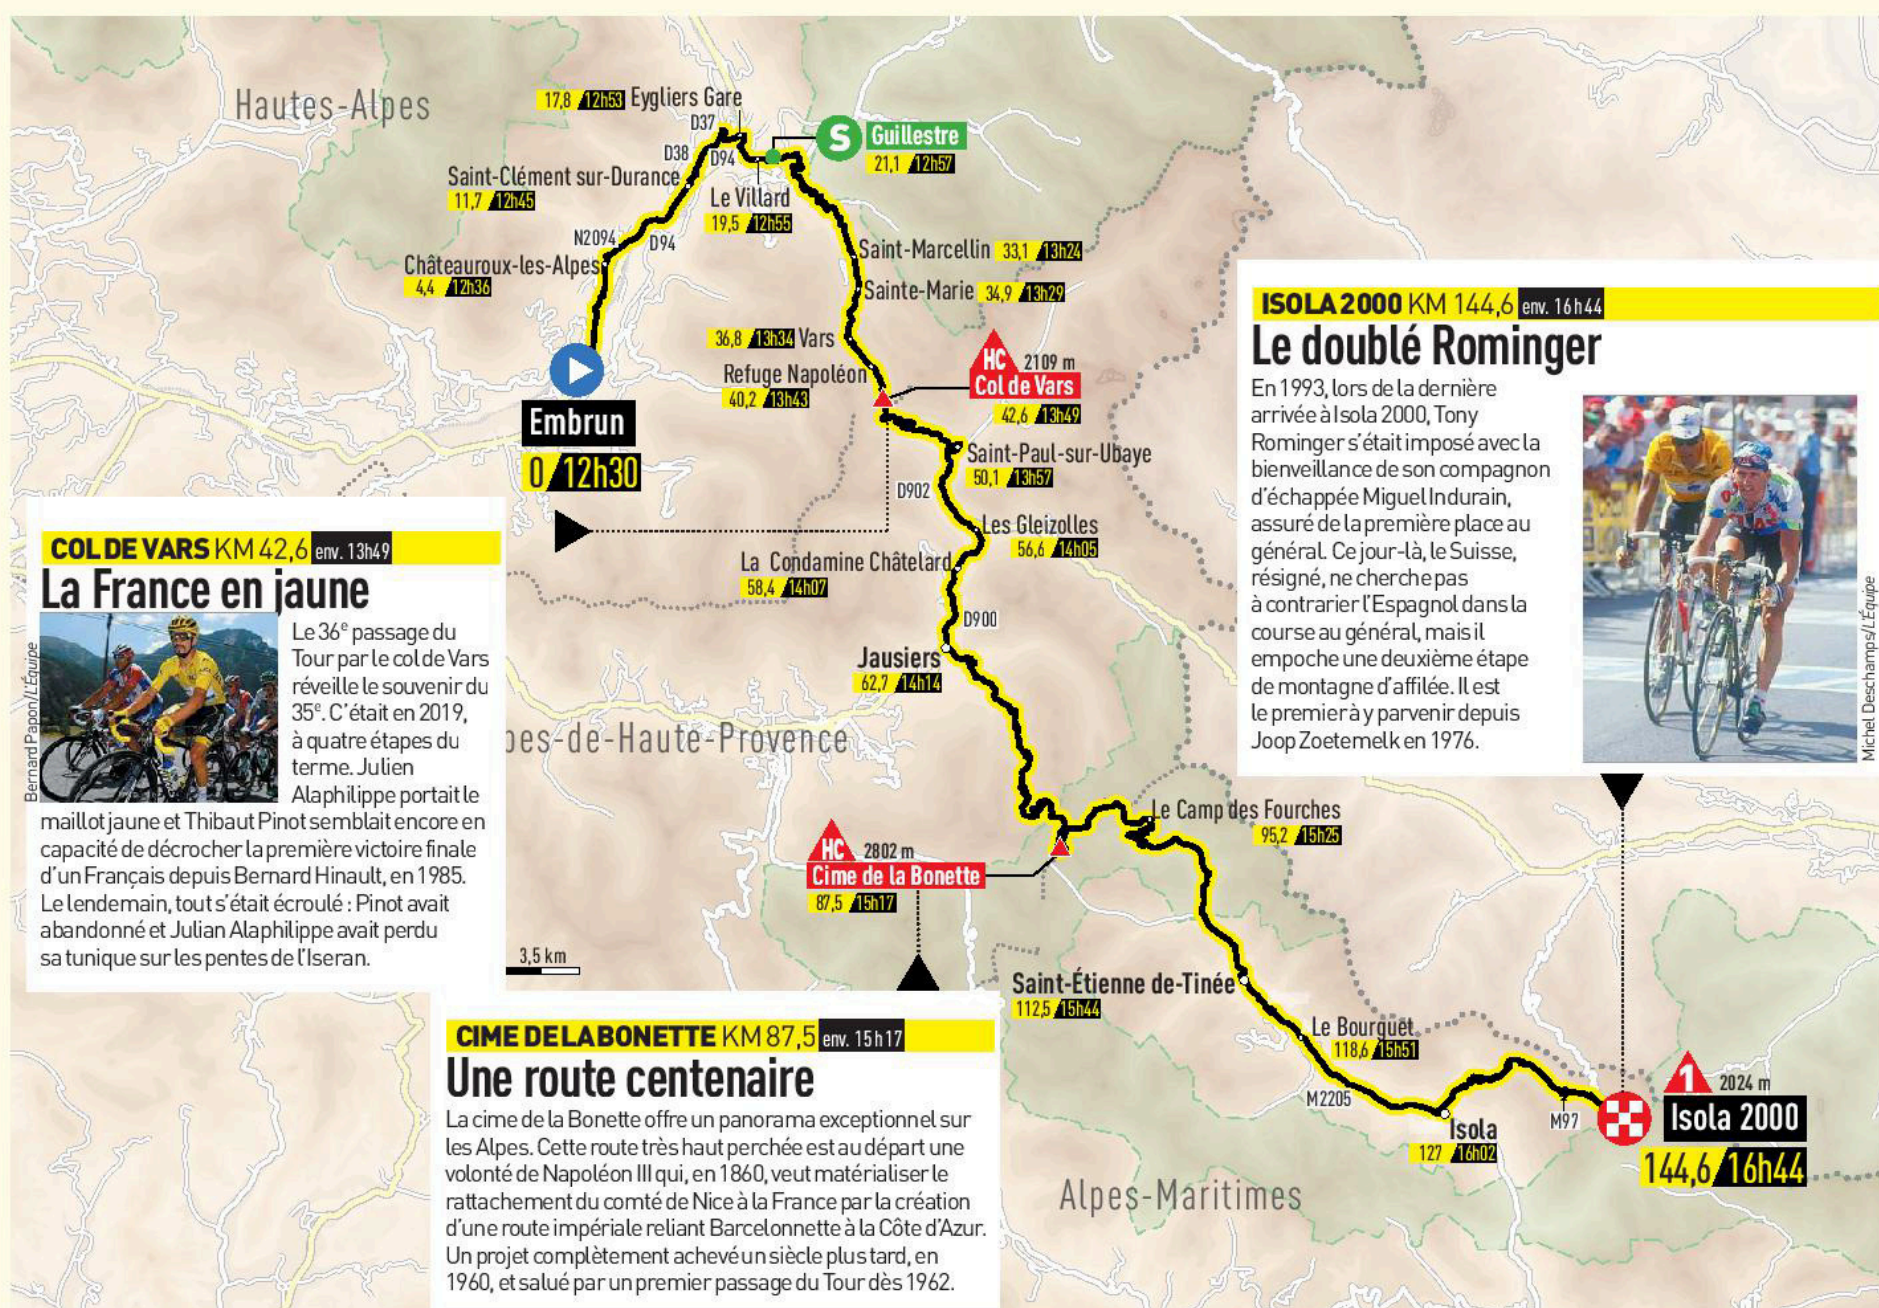 Hautes-Alpes
17,8 12h53 Eygliers Gare
D37
S Guillestre
21,1 12h57
D38
D94
Saint-Clément sur-Durance
11,7 12h45
Le Villard
19,5 12h55
N2094
D94
Châteauroux-les-Alpes
4,4 12h36
Saint-Marcellin 33,1 13h24
Sainte-Marie 34,9 13h29
36,8 13h34 Vars
Refuge Napoléon
40,2 13h43
HC 2109 m
Col de Vars
42,6 13h49
Embrun
0 12h30
Saint-Paul-sur-Ubaye
50,1 13h57
D902
Les Gleizolles
56,6 14h05
La Condamine Châtelard
58,4 14h07
D900
Jausiers
62,7 14h14
pes-de-Haute-Provence
Le Camp des Fourches
95,2 15h25
HC 2802 m
Cime de la Bonette
87,5 15h17
3,5 km
Saint-Étienne de-Tinée
112,5 15h44
Le Bourguet
118,6 15h51
M2205
Isola
127 16h02
M97
1 2024 m
Isola 2000
144,6 16h44
Alpes-Maritimes
COL DE VARS KM 42,6 env. 13h49
La France en jaune
Le 36e passage du
Tour par le col de Vars
réveille le souvenir du
35e. C'était en 2019,
à quatre étapes du
terme. Julien
Alaphilippe portait le
maillot jaune et Thibaut Pinot semblait encore en
capacité de décrocher la première victoire finale
d'un Français depuis Bernard Hinault, en 1985.
Le lendemain, tout s'était écroulé : Pinot avait
abandonné et Julian Alaphilippe avait perdu
sa tunique sur les pentes de l'Iseran.
Bernard Papon/L'Équipe
CIME DE LA BONETTE KM 87,5 env. 15h17
Une route centenaire
La cime de la Bonette offre un panorama exceptionnel sur
les Alpes. Cette route très haut perchée est au départ une
volonté de Napoléon III qui, en 1860, veut matérialiser le
rattachement du comté de Nice à la France par la création
d'une route impériale reliant Barcelonnette à la Côte d'Azur.
Un projet complètement achevé un siècle plus tard, en
1960, et salué par un premier passage du Tour dès 1962.
ISOLA 2000 KM 144,6 env. 16h44
Le doublé Rominger
En 1993, lors de la dernière
arrivée à Isola 2000, Tony
Rominger s'était imposé avec la
bienveillance de son compagnon
d'échappée Miguel Indurain,
assuré de la première place au
général. Ce jour-là, le Suisse,
résigné, ne cherche pas
à contrarier l'Espagnol dans la
course au général, mais il
empoche une deuxième étape
de montagne d'affilée. Il est
le premier à y parvenir depuis
Joop Zoetemelk en 1976.
Michel Deschamps/L'Équipe